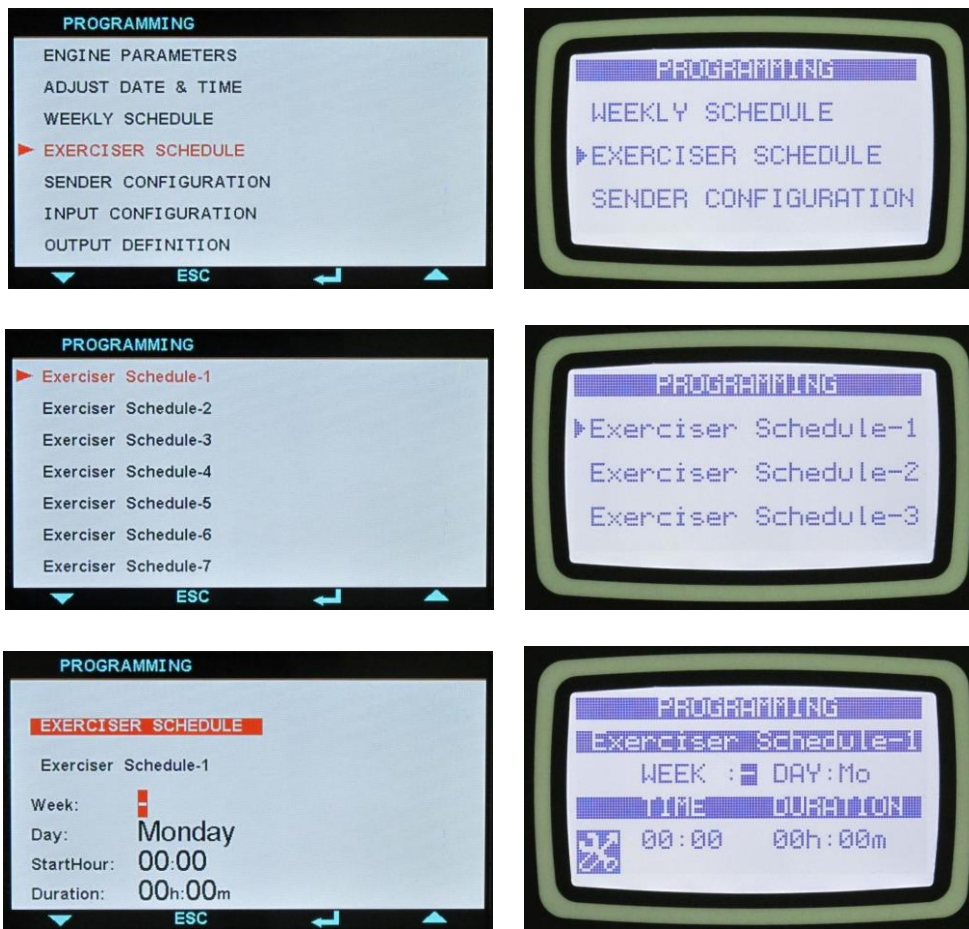 PROGRAMMING
ENGINE PARAMETERS
ADJUST DATE & TIME
WEEKLY SCHEDULE
EXERCISER SCHEDULE
SENDER CONFIGURATION
INPUT CONFIGURATION
OUTPUT DEFINITION
ESC
PROGRAMMING
WEEKLY SCHEDULE
EXERCISER SCHEDULE
SENDER CONFIGURATION
PROGRAMMING
Exerciser Schedule-1
Exerciser Schedule-2
Exerciser Schedule-3
Exerciser Schedule-4
Exerciser Schedule-5
Exerciser Schedule-6
Exerciser Schedule-7
ESC
PROGRAMMING
Exerciser Schedule-1
Exerciser Schedule-2
Exerciser Schedule-3
PROGRAMMING
EXERCISER SCHEDULE
Exerciser Schedule-1
Week: -
Day: Monday
StartHour: 00:00
Duration: 00h:00m
ESC
PROGRAMMING
Exerciser Schedule-1
WEEK :- DAY:Mo
TIME DURATION
00:00 00h:00m